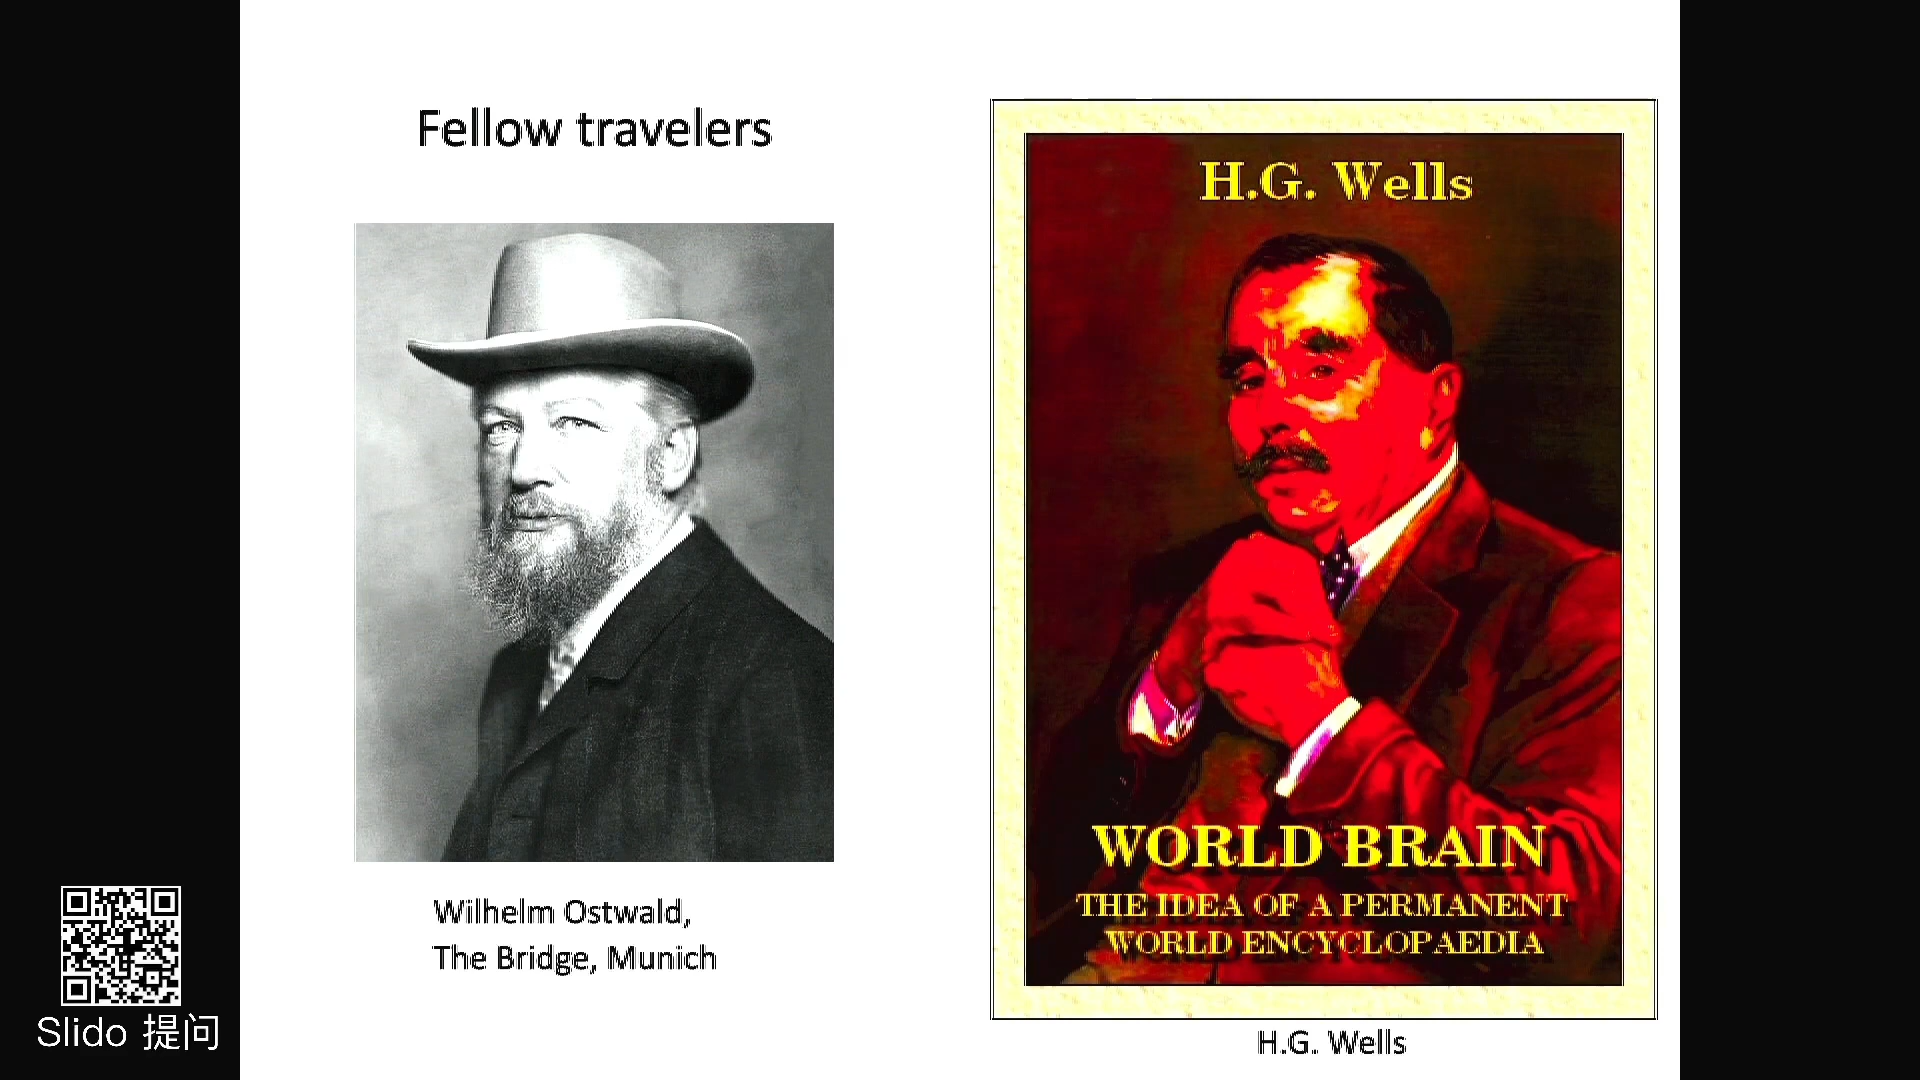 Fellow travelers
Wilhelm Ostwald,
The Bridge, Munich
H.G. Wells
WORLD BRAIN
THE IDEA OF A PERMANENT
WORLD ENCYCLOPAEDIA
H.G. Wells
Slido 提问